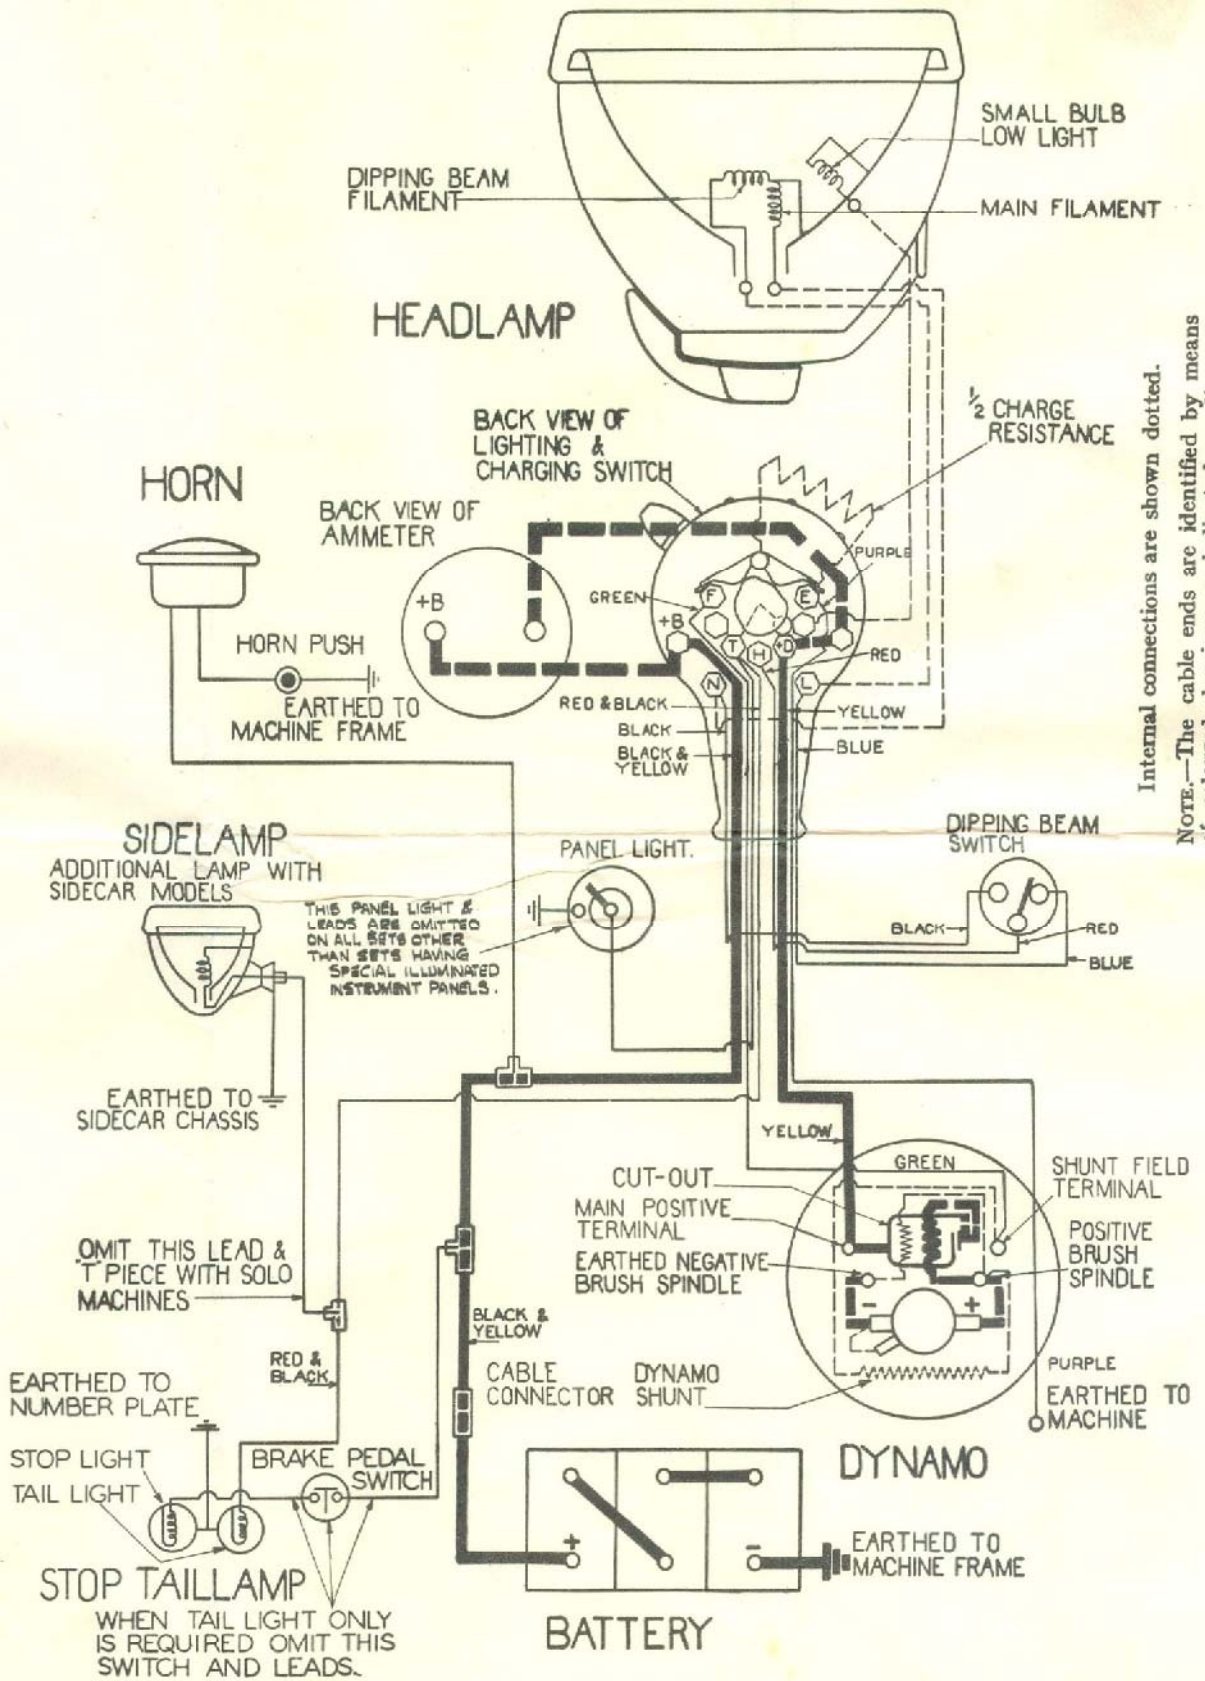 SMALL BULB
LOW LIGHT
DIPPING BEAM
FILAMENT
MAIN FILAMENT
HEADLAMP
½ CHARGE
RESISTANCE
BACK VIEW OF
LIGHTING &
CHARGING SWITCH
HORN
BACK VIEW OF
AMMETER
PURPLE
GREEN
F
E
+B
+B
T
H
+D
N
L
RED
HORN PUSH
EARTHED TO
MACHINE FRAME
RED & BLACK
YELLOW
BLACK
BLACK &
YELLOW
BLUE
Internal connections are shown dotted.
NOTE.—The cable ends are identified by means
SIDELAMP
ADDITIONAL LAMP WITH
SIDECAR MODELS
PANEL LIGHT.
THIS PANEL LIGHT &
LEADS ARE OMITTED
ON ALL SETS OTHER
THAN SETS HAVING
SPECIAL ILLUMINATED
INSTRUMENT PANELS.
DIPPING BEAM
SWITCH
BLACK
RED
BLUE
EARTHED TO
SIDECAR CHASSIS
YELLOW
GREEN
CUT-OUT
MAIN POSITIVE
TERMINAL
EARTHED NEGATIVE
BRUSH SPINDLE
SHUNT FIELD
TERMINAL
POSITIVE
BRUSH
SPINDLE
-
+
OMIT THIS LEAD &
'T' PIECE WITH SOLO
MACHINES
BLACK &
YELLOW
RED &
BLACK
CABLE
CONNECTOR
DYNAMO
SHUNT
PURPLE
EARTHED TO
MACHINE
EARTHED TO
NUMBER PLATE
STOP LIGHT
TAIL LIGHT
BRAKE PEDAL
SWITCH
DYNAMO
+
-
EARTHED TO
MACHINE FRAME
STOP TAILLAMP
WHEN TAIL LIGHT ONLY
IS REQUIRED OMIT THIS
SWITCH AND LEADS.
BATTERY